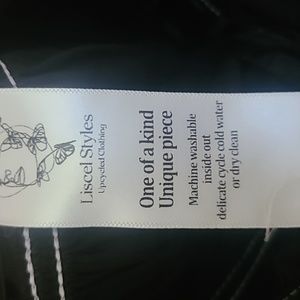 Liscel Styles
Upcycled Clothing
One of a kind
Unique piece
Machine washable
inside out
delicate cycle cold water
or dry clean